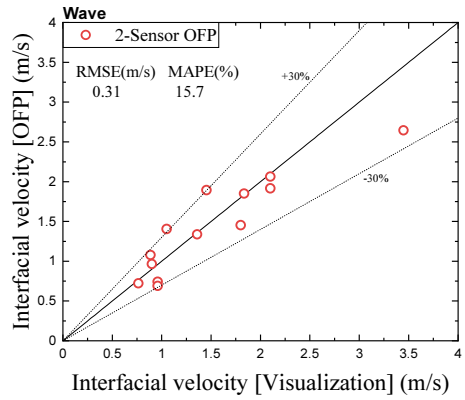 Wave
2-Sensor OFP
RMSE(m/s) MAPE(%)
0.31 15.7
+30%
-30%
Interfacial velocity [OFP] (m/s)
4
3.5
3
2.5
2
1.5
1
0.5
0
0 0.5 1 1.5 2 2.5 3 3.5 4
Interfacial velocity [Visualization] (m/s)